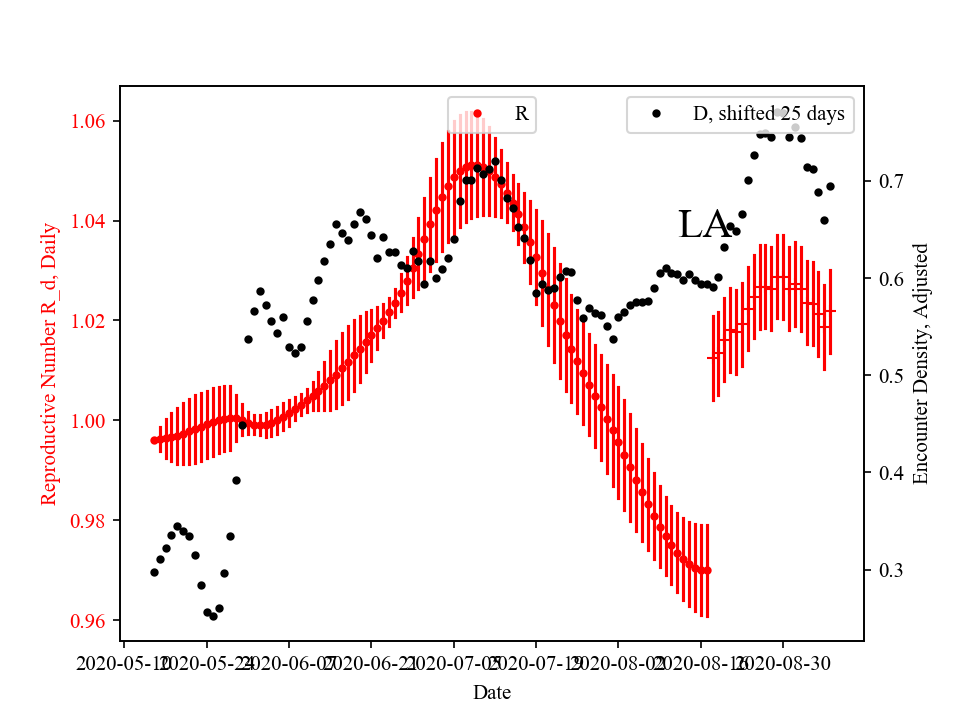 R
D, shifted 25 days
LA
Reproductive Number R_d, Daily
1.06
1.04
1.02
1.00
0.98
0.96
0.7
0.6
0.5
0.4
0.3
Encounter Density, Adjusted
2020-05-10 2020-05-24 2020-06-07 2020-06-21 2020-07-05 2020-07-19 2020-08-02 2020-08-16 2020-08-30
Date